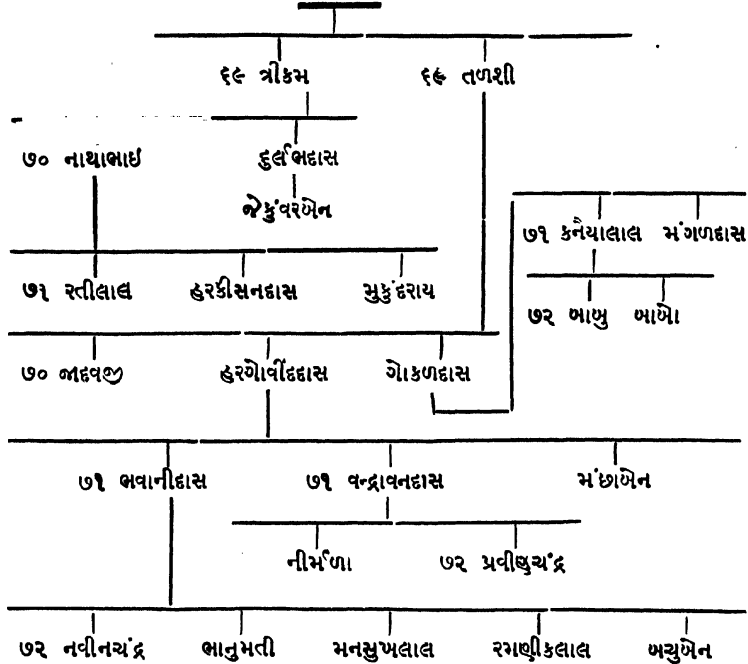 ૬૯ ત્રીકમ ૬૯ તળશી
૭૦ નાથાભાઇ દુર્લભદાસ
જેકુંવરબેન
૭૧ કનૈયાલાલ મંગળદાસ
૭૧ રતીલાલ હરકીસનદાસ મુકુંદરાય
૭૨ બાબુ બાબો
૭૦ જાદવજી હરગોવીંદદાસ ગોકળદાસ
૭૧ ભવાનીદાસ ૭૧ વન્દ્રાવનદાસ મંછાબેન
નીર્મળા ૭૨ પ્રવીણચંદ્ર
૭૨ નવીનચંદ્ર ભાનુમતી મનસુખલાલ રમણીકલાલ બચુબેન